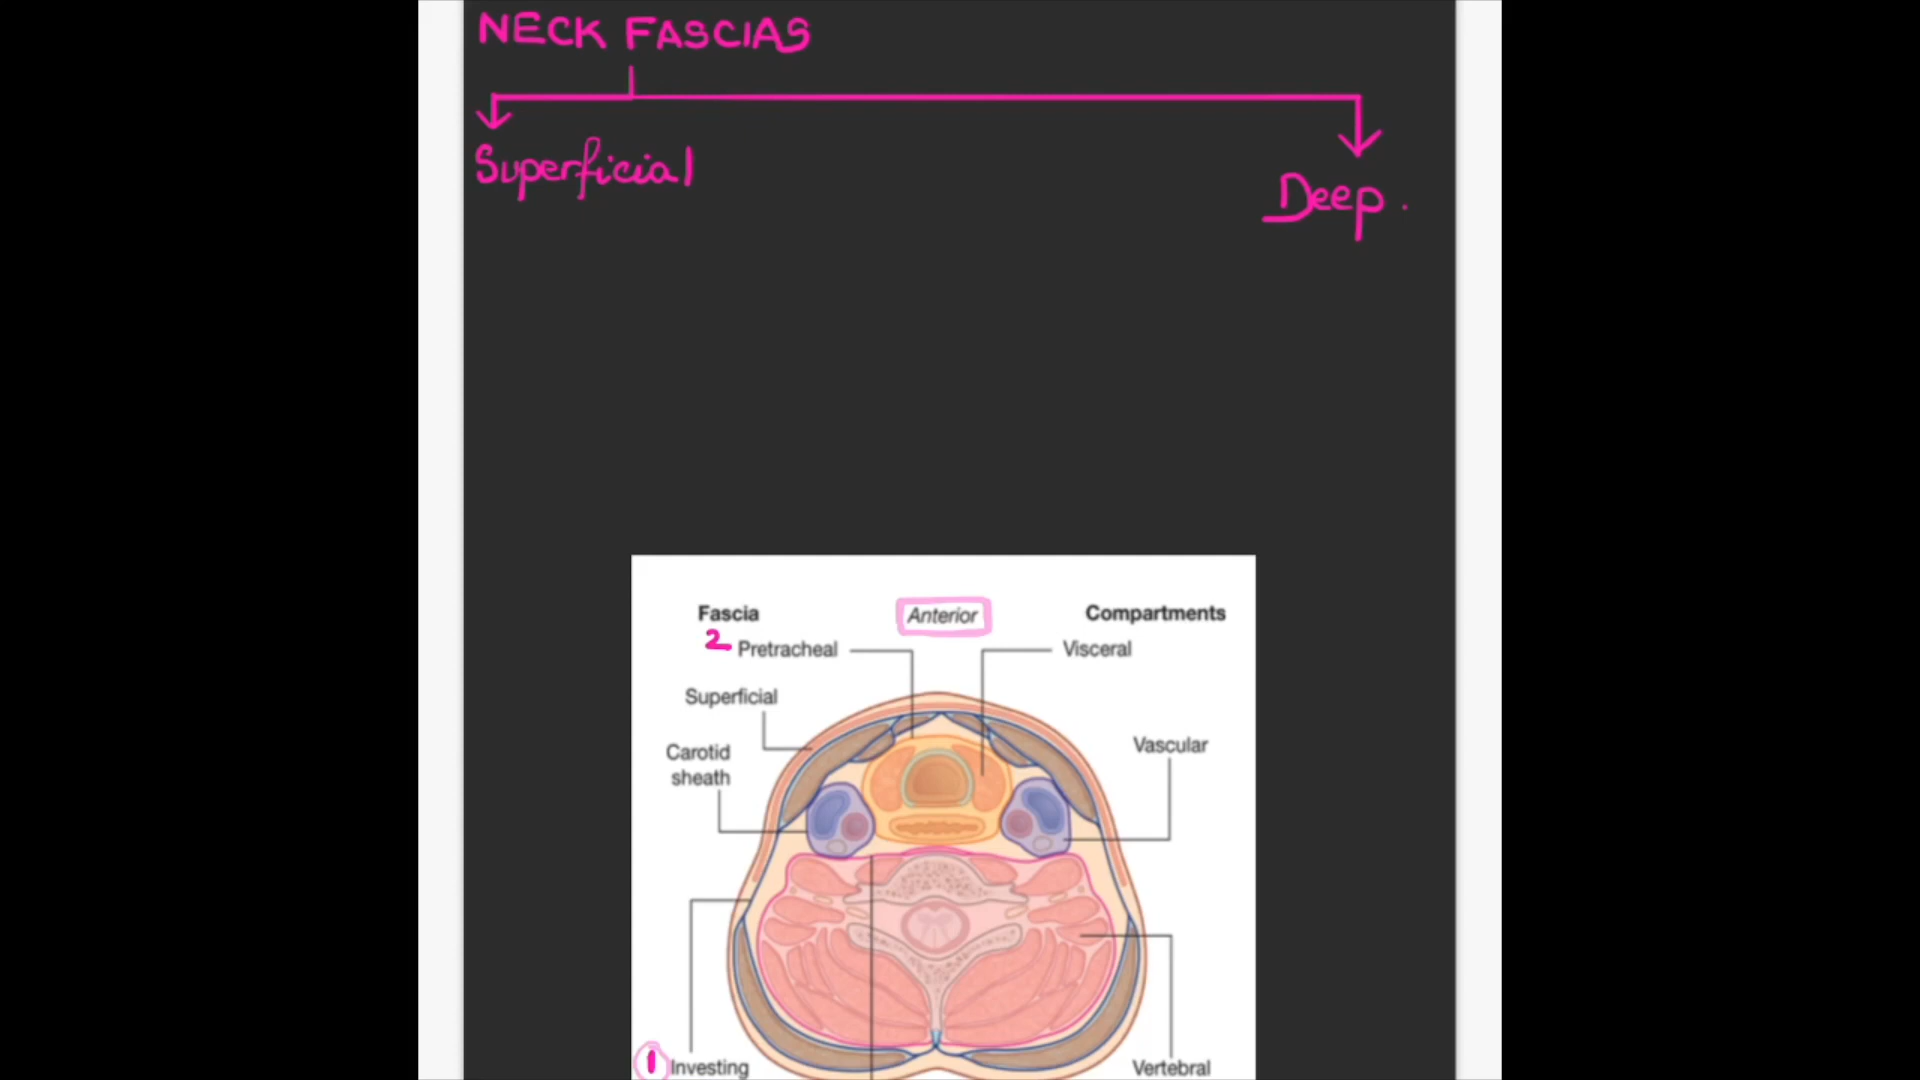 NECK FASCIAS
Superficial
Deep.
Fascia
Anterior
Compartments
2 Pretracheal
Visceral
Superficial
Carotid
sheath
Vascular
1 Investing
Vertebral